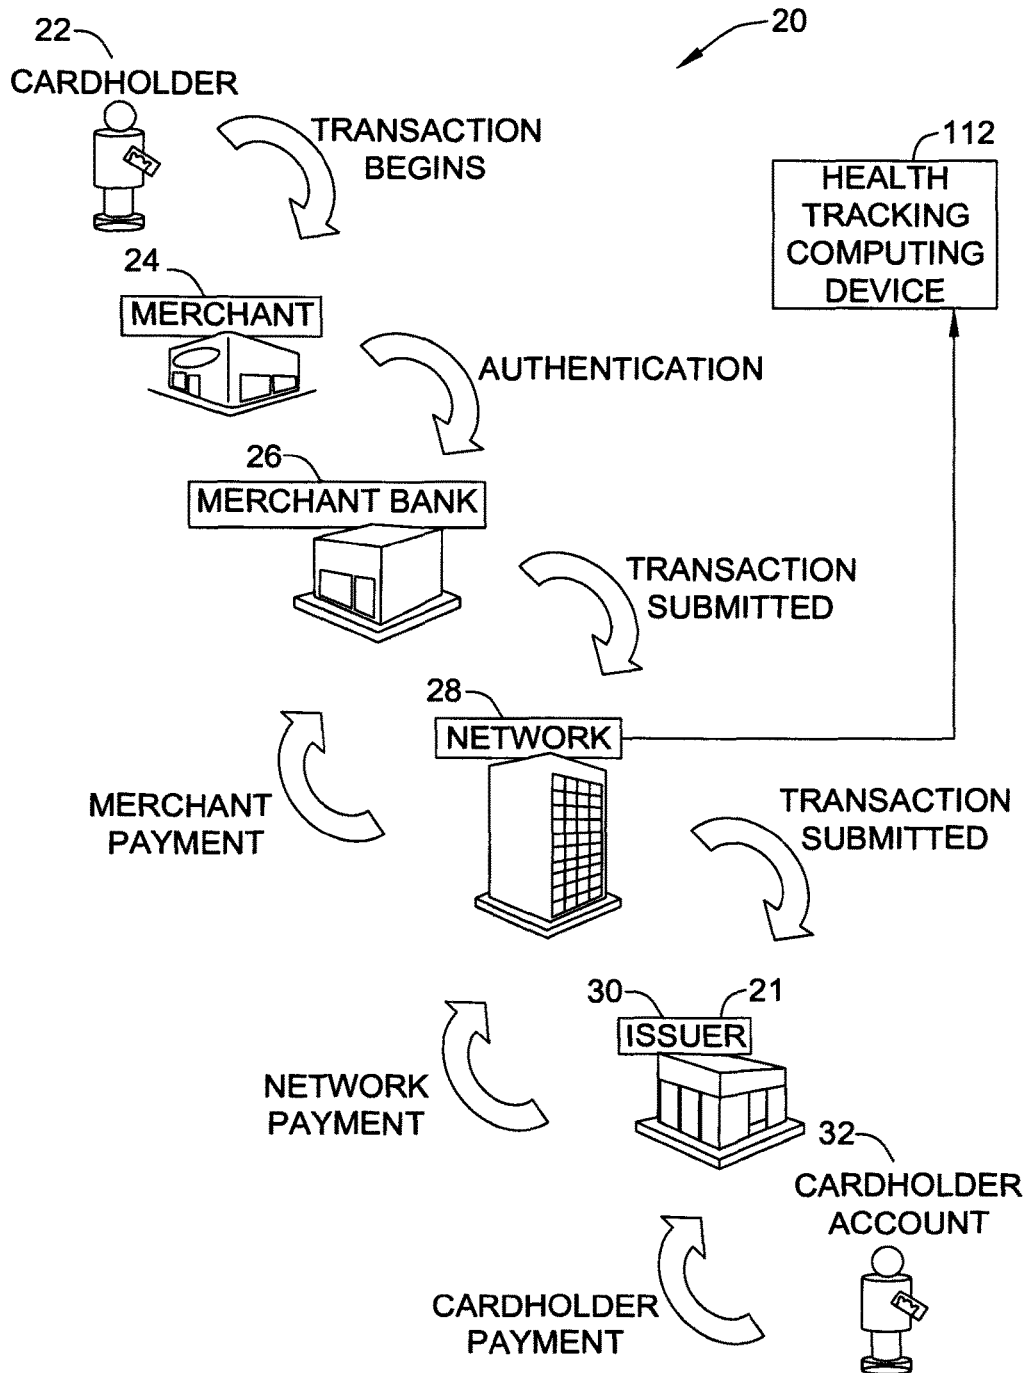 20
22
CARDHOLDER
TRANSACTION
BEGINS
112
HEALTH
TRACKING
COMPUTING
DEVICE
24
MERCHANT
AUTHENTICATION
26
MERCHANT BANK
TRANSACTION
SUBMITTED
28
NETWORK
MERCHANT
PAYMENT
TRANSACTION
SUBMITTED
30
21
ISSUER
NETWORK
PAYMENT
32
CARDHOLDER
ACCOUNT
CARDHOLDER
PAYMENT